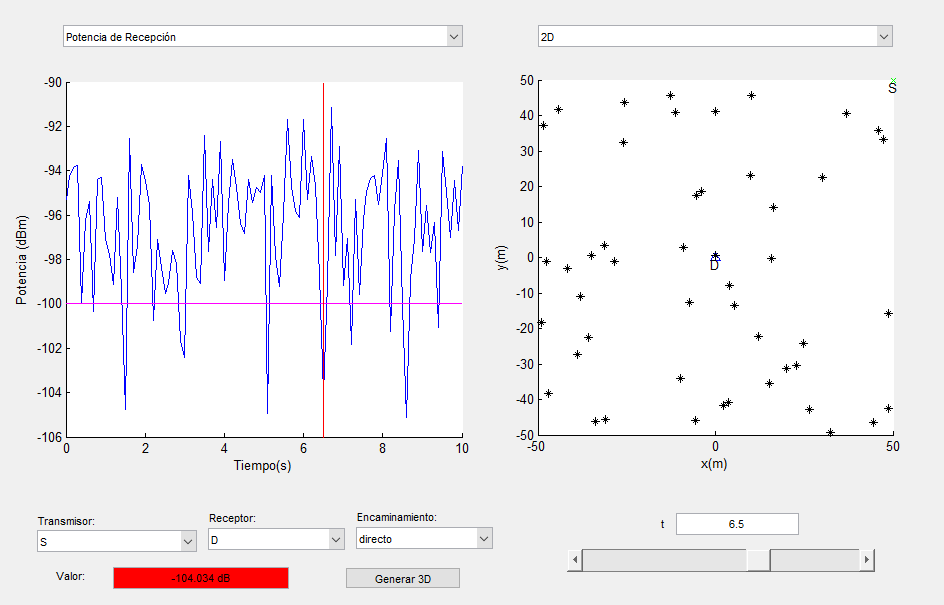 Potencia de Recepción
2D
-90
-92
-94
-96
-98
-100
-102
-104
-106
Potencia (dBm)
0 2 4 6 8 10
Tiempo(s)
50
40
30
20
10
0
-10
-20
-30
-40
-50
y(m)
S
D
-50 0 50
x(m)
Transmisor:
S
Receptor:
D
Encaminamiento:
directo
t 6.5
Valor: -104.034 dB
Generar 3D